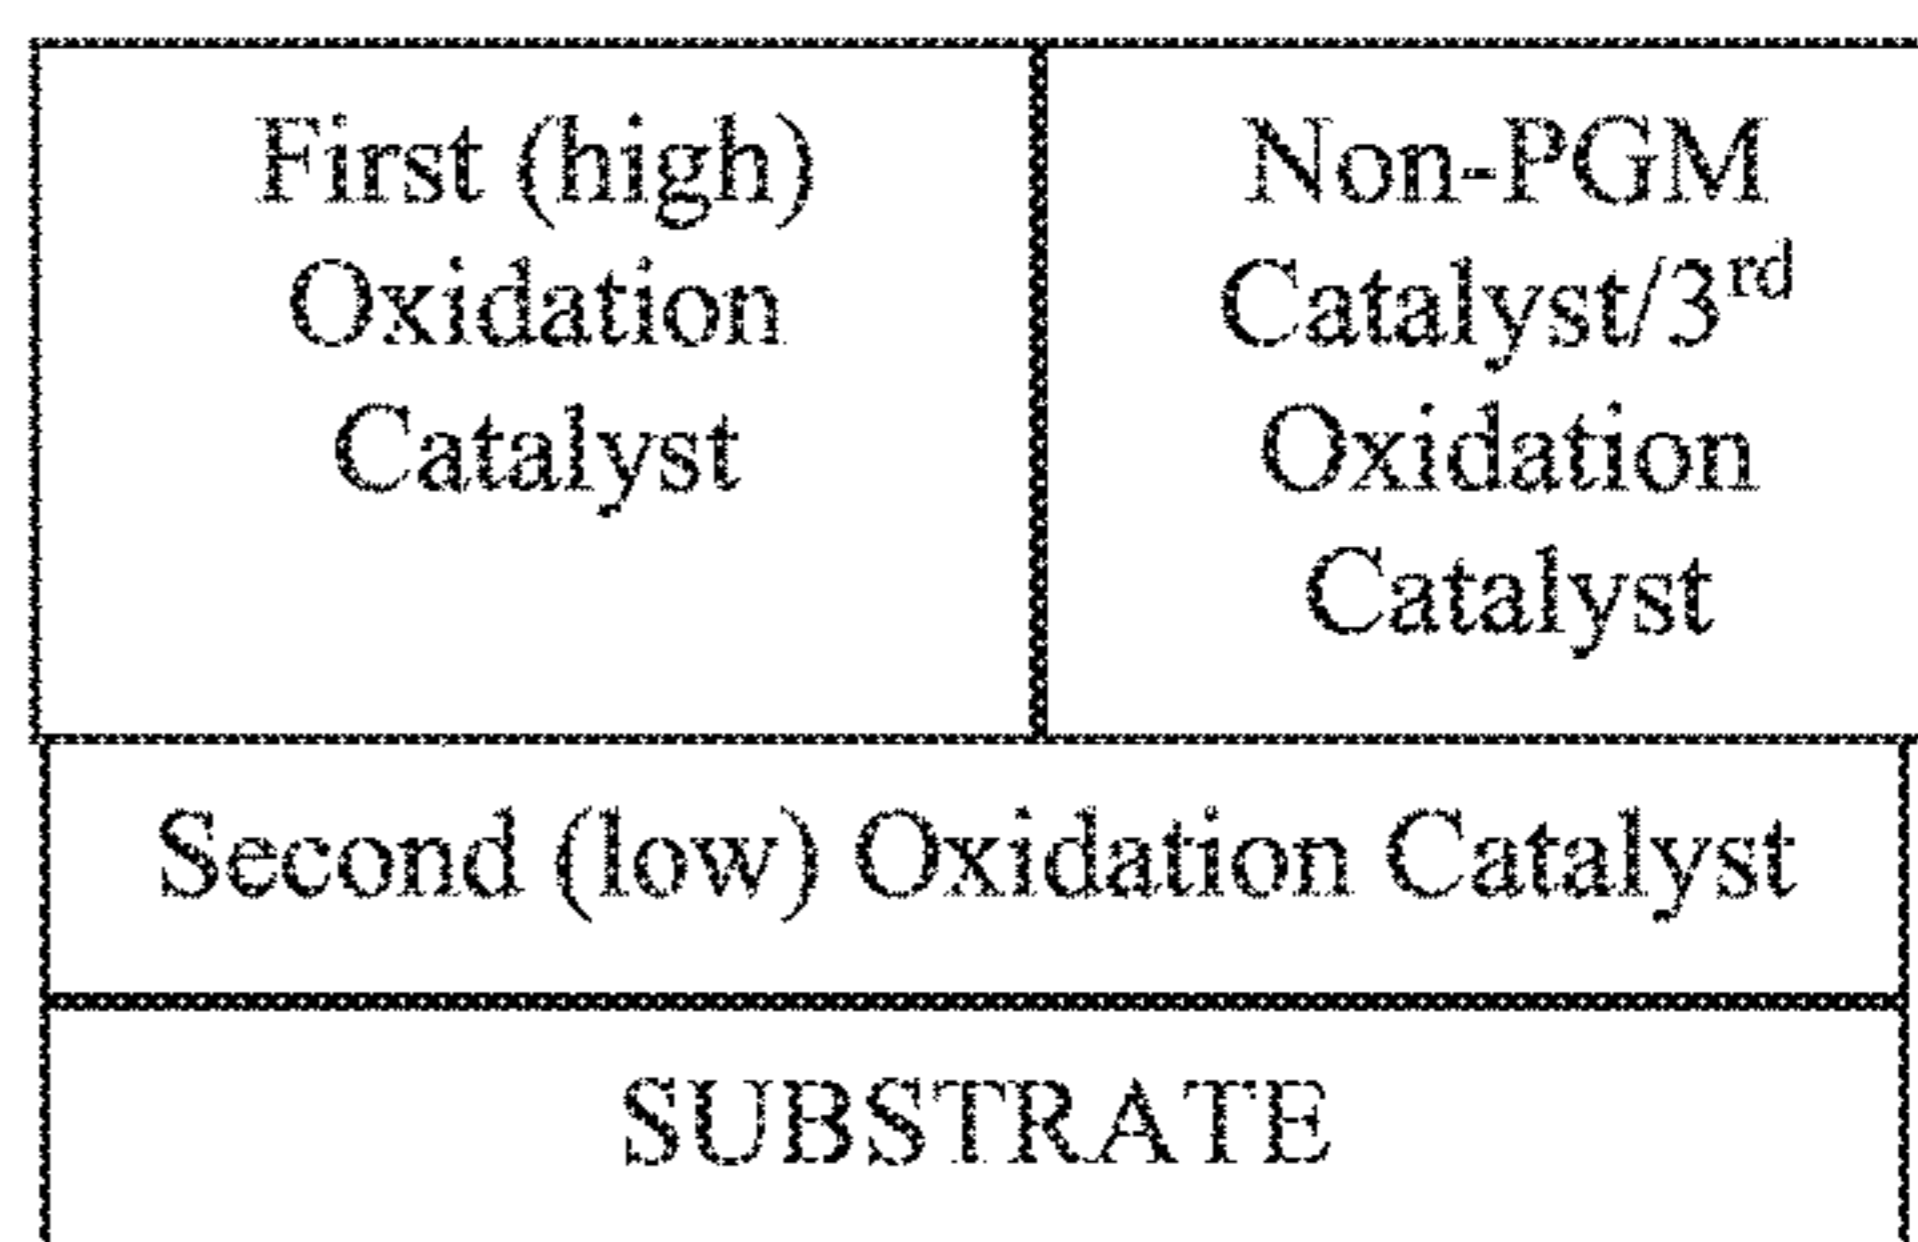 First (high)
Oxidation
Catalyst
Non-PGM
Catalyst/3rd
Oxidation
Catalyst
Second (low) Oxidation Catalyst
SUBSTRATE